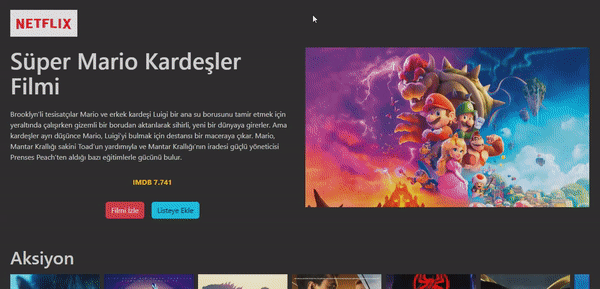 NETFLIX
Süper Mario Kardeşler
Filmi
Brooklyn'li tesisatçılar Mario ve erkek kardeşi Luigi bir ana su borusunu tamir etmek için
yeraltında çalışırken gizemli bir borudan aktarılarak sihirli, yeni bir dünyaya girerler. Ama
kardeşler ayrı düşünce Mario, Luigi'yi bulmak için destansı bir maceraya çıkar. Mario,
Mantar Krallığı sakini Toad'un yardımıyla ve Mantar Krallığı'nın iradesi güçlü yöneticisi
Prenses Peach'ten aldığı bazı eğitimlerle gücünü bulur.
IMDB 7.741
Filmi İzle
Listeye Ekle
Aksiyon